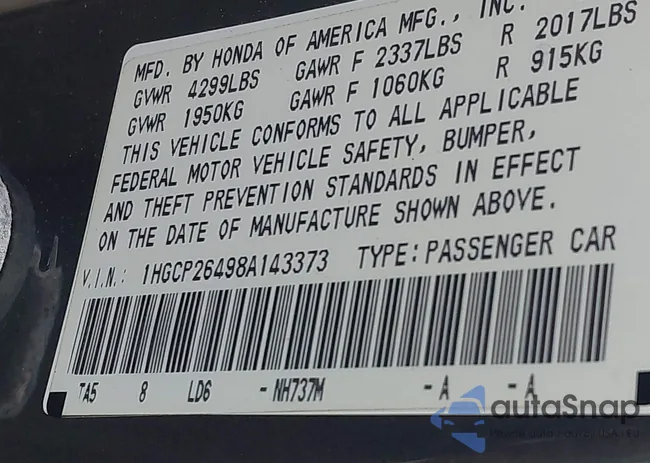 MFD. BY HONDA OF AMERICA MFG., INC.
GVWR 4299LBS GAWR F 2337LBS R 2017LBS
GVWR 1950KG GAWR F 1060KG R 915KG
THIS VEHICLE CONFORMS TO ALL APPLICABLE
FEDERAL MOTOR VEHICLE SAFETY, BUMPER,
AND THEFT PREVENTION STANDARDS IN EFFECT
ON THE DATE OF MANUFACTURE SHOWN ABOVE.
V.I.N.: 1HGCP26498A143373 TYPE: PASSENGER CAR
TA5 8 LD6 - NH737M - A - A
autoSnap